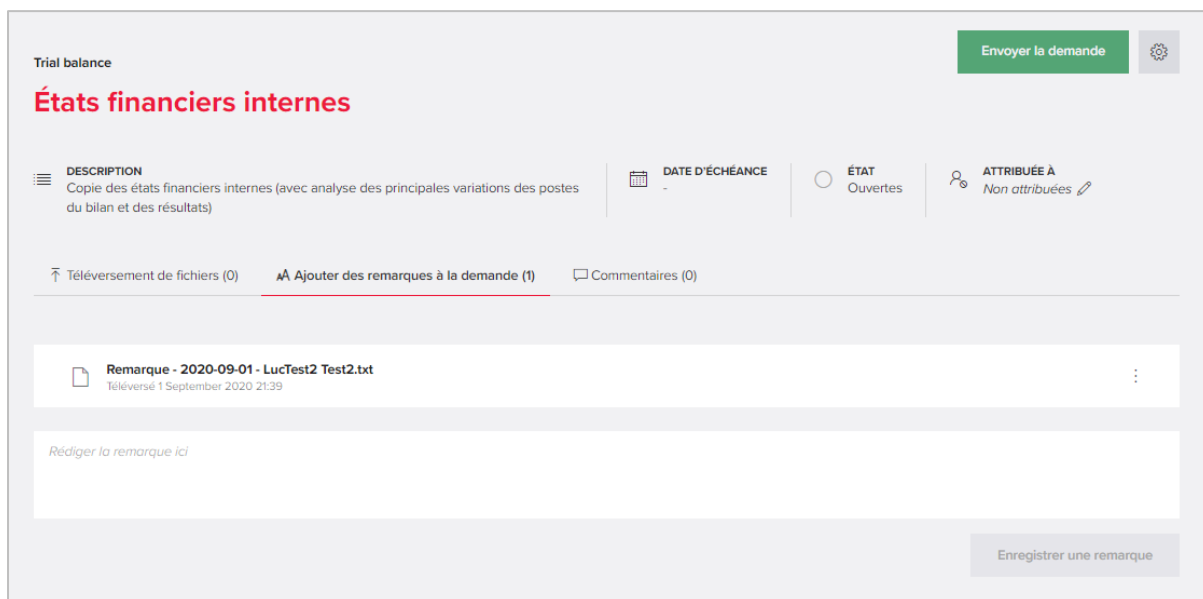 Envoyer la demande
Trial balance
États financiers internes
DESCRIPTION
Copie des états financiers internes (avec analyse des principales variations des postes
du bilan et des résultats)
DATE D'ÉCHÉANCE
-
ÉTAT
Ouvertes
ATTRIBUÉE À
Non attribuées
Téléversement de fichiers (0)
Ajouter des remarques à la demande (1)
Commentaires (0)
Remarque - 2020-09-01 - LucTest2 Test2.txt
Téléversé 1 September 2020 21:39
Rédiger la remarque ici
Enregistrer une remarque